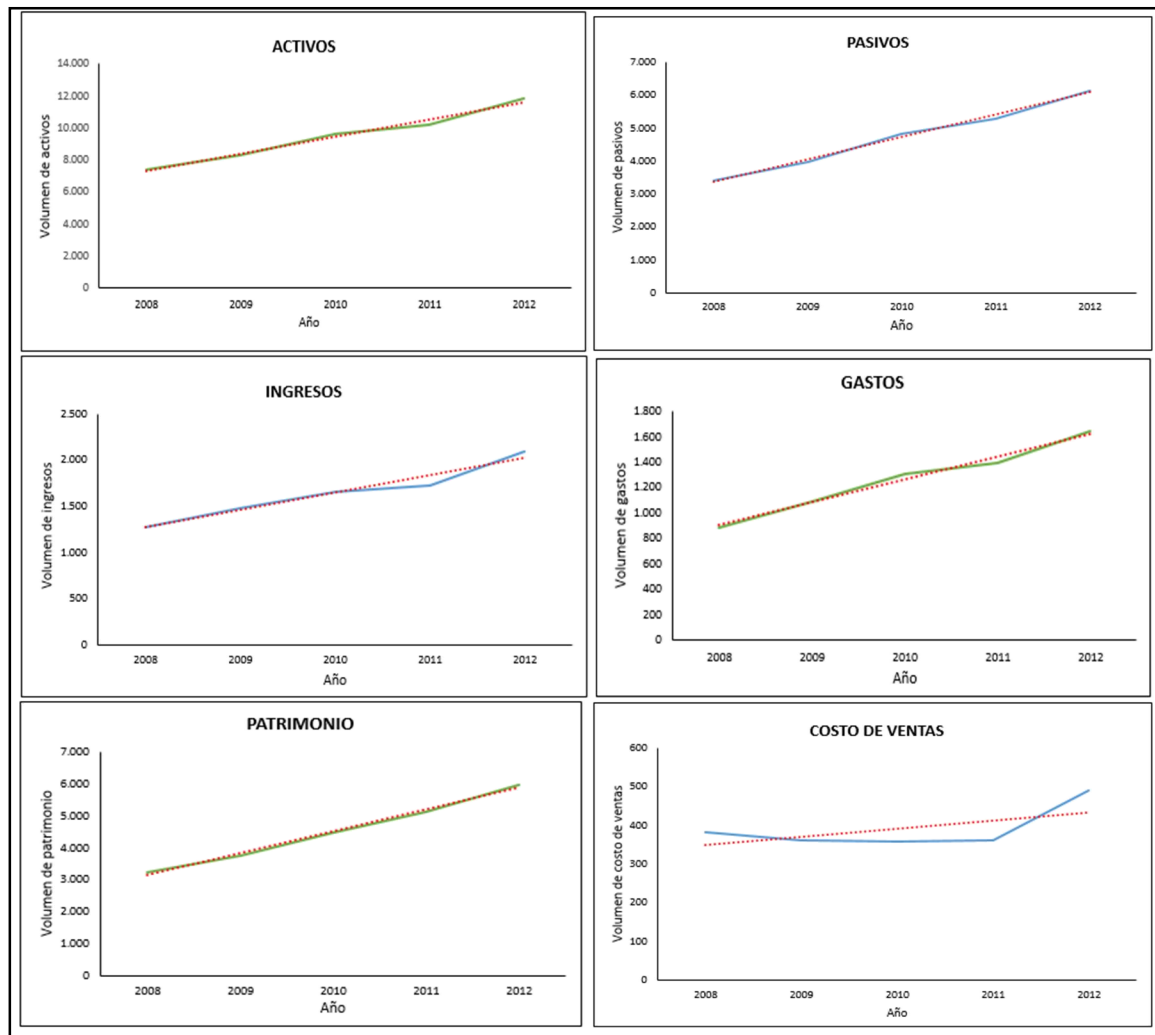 ACTIVOS
Volumen de activos
14.000
12.000
10.000
8.000
6.000
4.000
2.000
0
2008 2009 2010 2011 2012
Año
PASIVOS
Volumen de pasivos
7.000
6.000
5.000
4.000
3.000
2.000
1.000
0
2008 2009 2010 2011 2012
Año
INGRESOS
Volumen de ingresos
2.500
2.000
1.500
1.000
500
0
2008 2009 2010 2011 2012
Año
GASTOS
Volumen de gastos
1.800
1.600
1.400
1.200
1.000
800
600
400
200
0
2008 2009 2010 2011 2012
Año
PATRIMONIO
Volumen de patrimonio
7.000
6.000
5.000
4.000
3.000
2.000
1.000
0
2008 2009 2010 2011 2012
Año
COSTO DE VENTAS
Volumen de costo de ventas
600
500
400
300
200
100
0
2008 2009 2010 2011 2012
Año